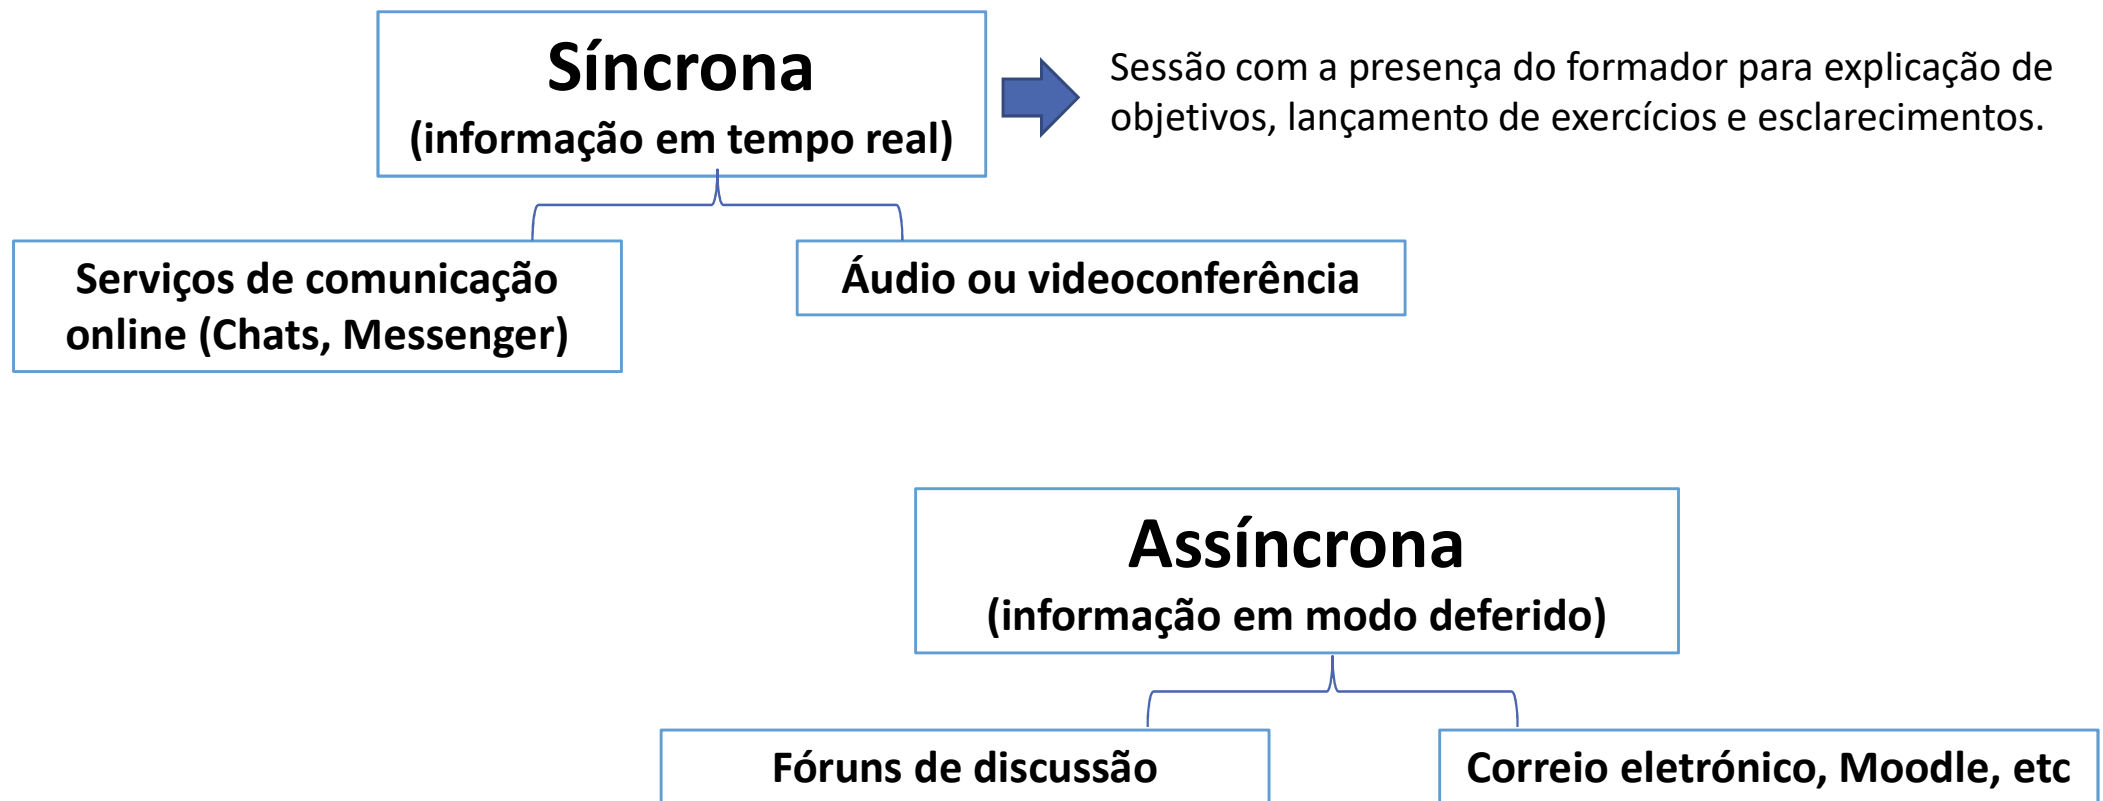 Síncrona
(informação em tempo real)
Sessão com a presença do formador para explicação de
objetivos, lançamento de exercícios e esclarecimentos.
Serviços de comunicação
online (Chats, Messenger)
Áudio ou videoconferência
Assíncrona
(informação em modo deferido)
Fóruns de discussão
Correio eletrónico, Moodle, etc